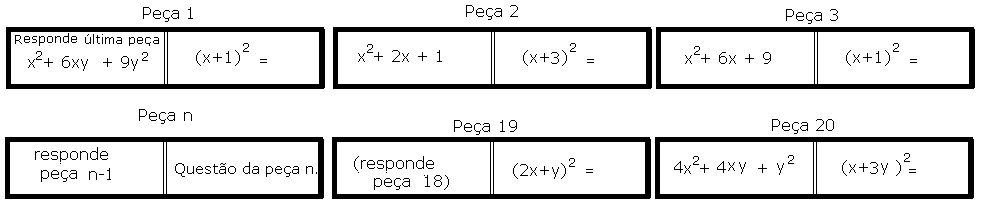 Peça 1
Responde última peça
x²+ 6xy + 9y²
(x+1)² =
Peça 2
x²+ 2x + 1
(x+3)² =
Peça 3
x²+ 6x + 9
(x+1)² =
Peça n
responde
peça n-1
Questão da peça n.
Peça 19
(responde
peça 18)
(2x+y)² =
Peça 20
4x²+ 4xy + y²
(x+3y )²=